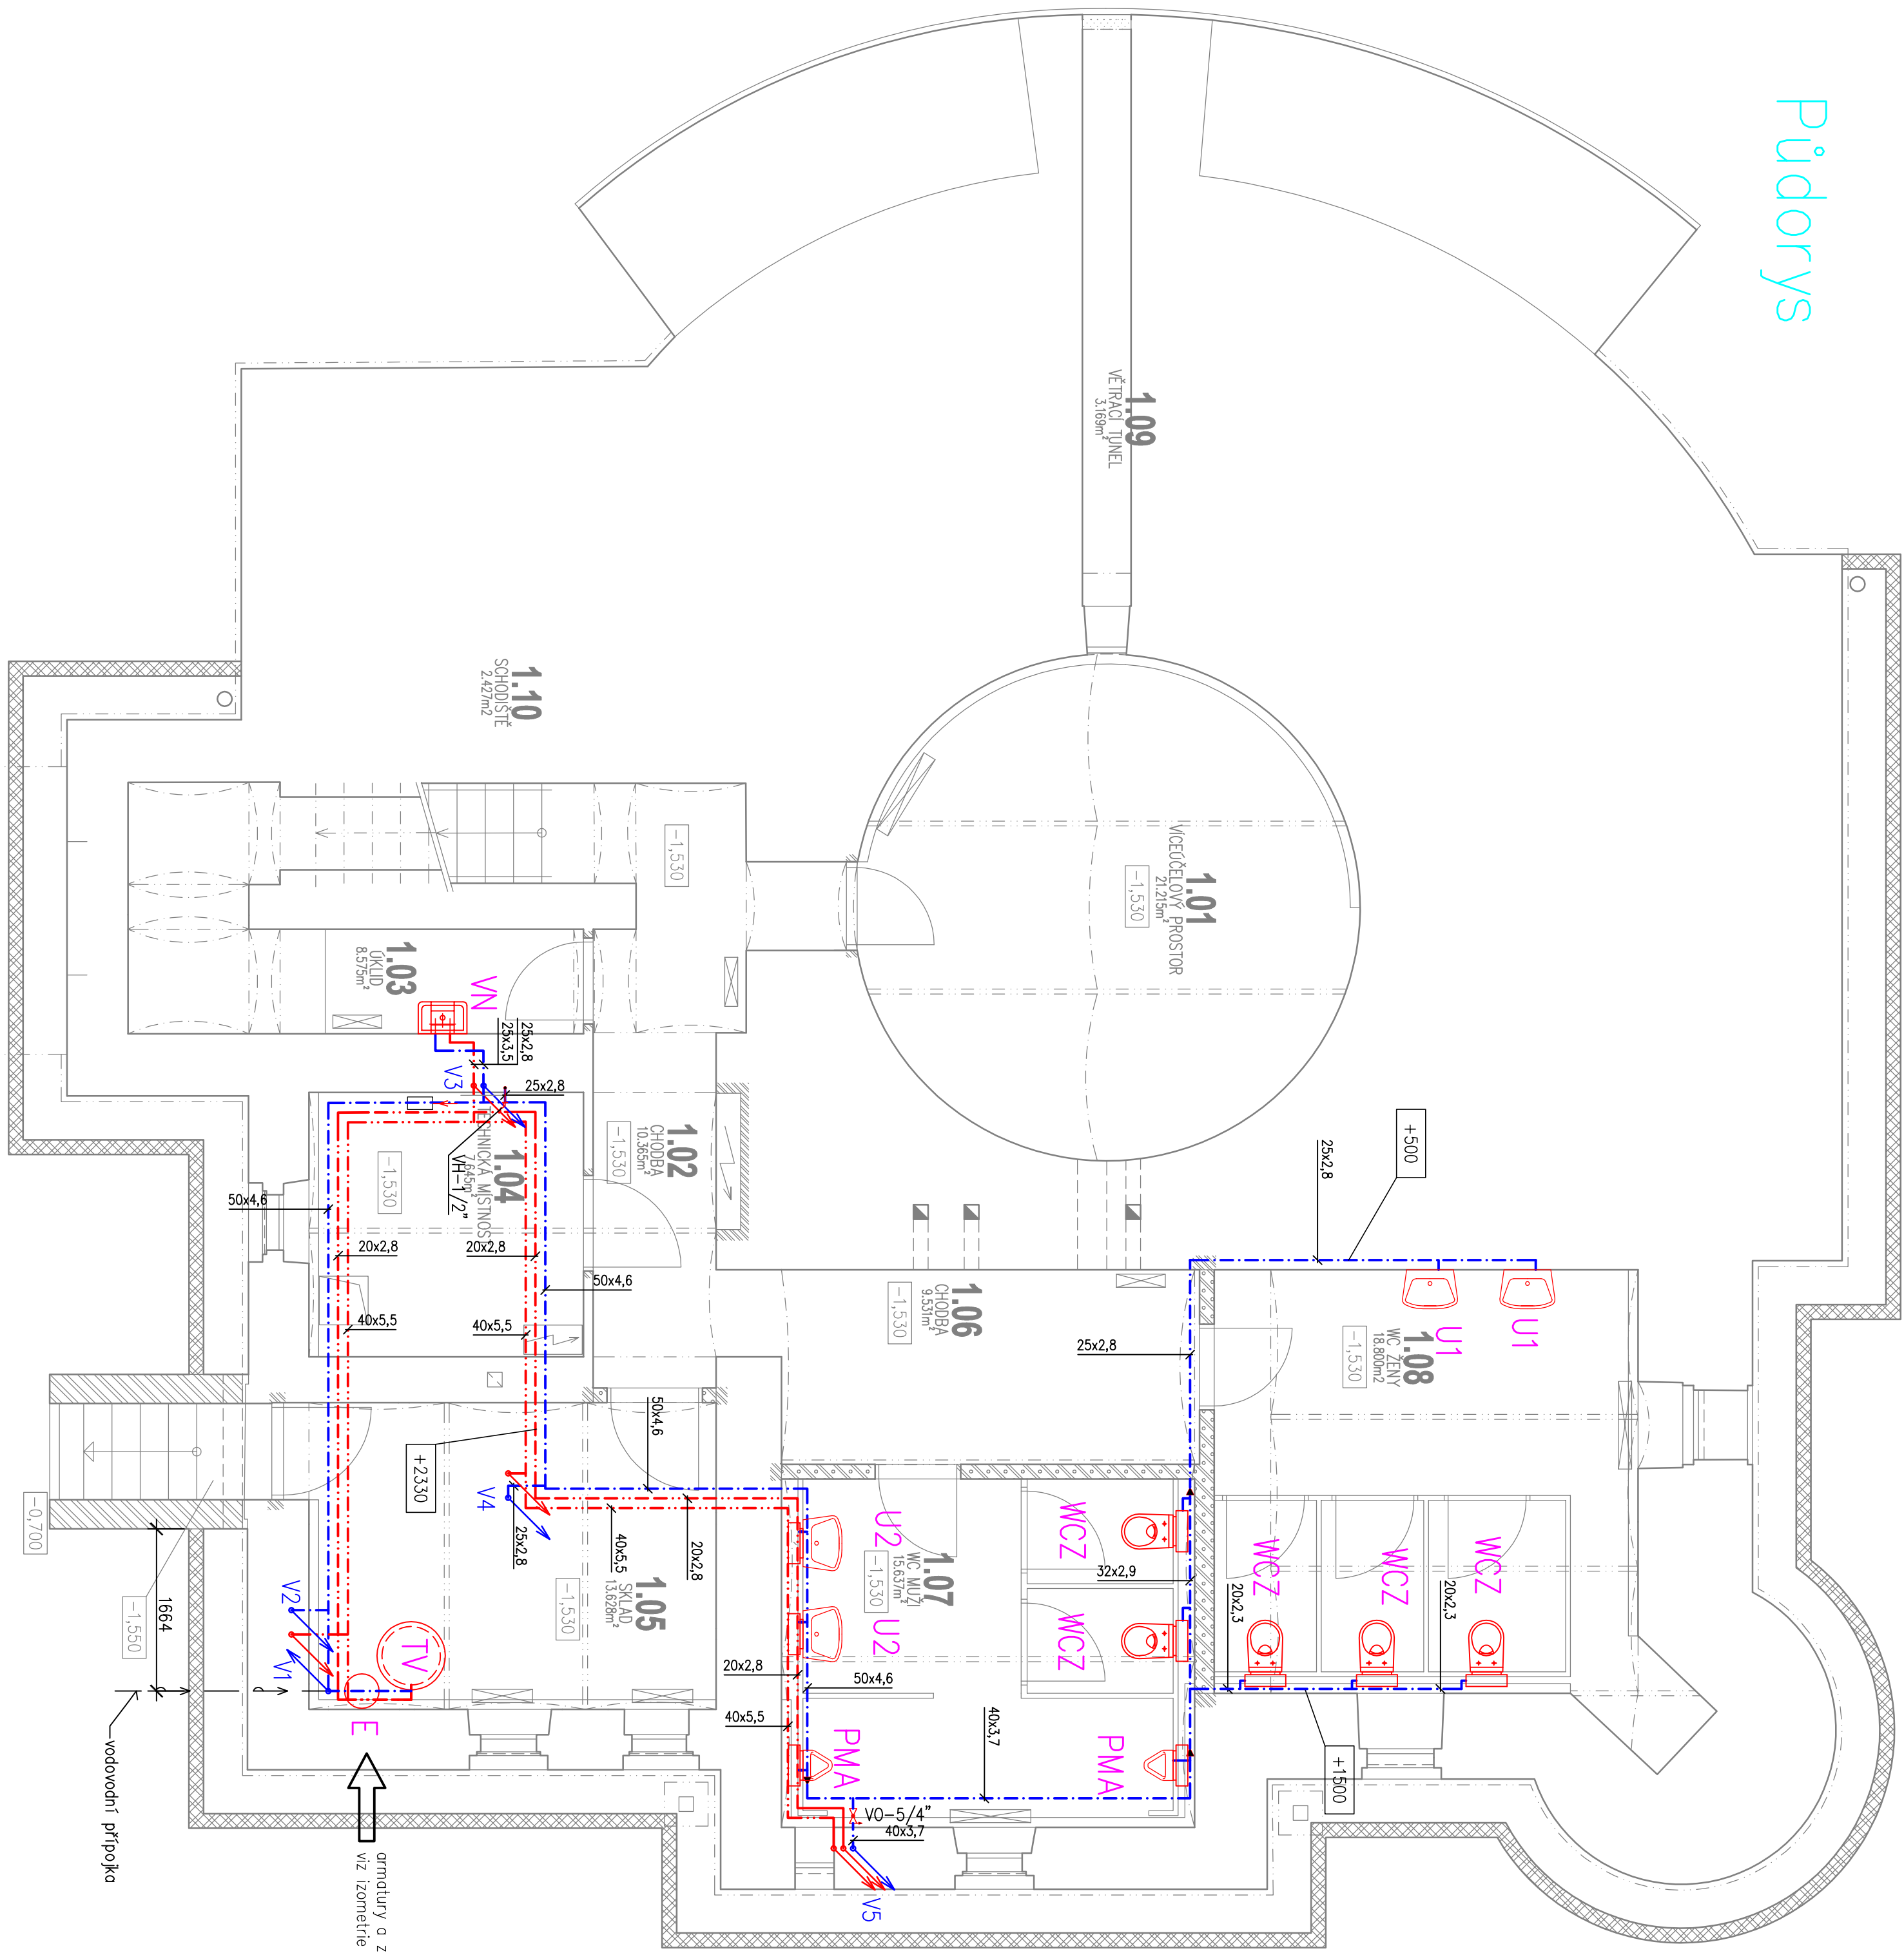 Půdorys
1.09
VĚTRACÍ TUNEL
3.169m²
1.10
SCHODIŠTĚ
2.427m2
-1,530
1.01
VÍCEÚČELOVÝ PROSTOR
21.215m²
-1,530
1.03
ÚKLID
8.575m²
VN
25x2,8
25x3,5
V3
25x2,8
1.02
CHODBA
10.365m²
-1,530
1.04
TECHNICKÁ MÍSTNOST
7.645m²
VH-1/2"
-1,530
50x4,6
20x2,8
20x2,8
50x4,6
40x5,5
40x5,5
1.06
CHODBA
9.531m²
-1,530
+500
25x2,8
25x2,8
U1
U1
1.08
WC ŽENY
18.800m2
-1,530
+2330
50x4,6
V4
25x2,8
40x5,5
20x2,8
1.05
SKLAD
13.628m²
-1,530
U2
U2
1.07
WC MUŽI
15.637m²
-1,530
WCZ
WCZ
32x2,9
WCZ
WCZ
WCZ
20x2,3
20x2,3
-0,700
-1,550
1664
V2
V1
TV
E
20x2,8
50x4,6
40x5,5
PMA
PMA
40x3,7
+1500
VO-5/4"
40x3,7
V5
vodovodní přípojka
armatury a z
viz izometrie